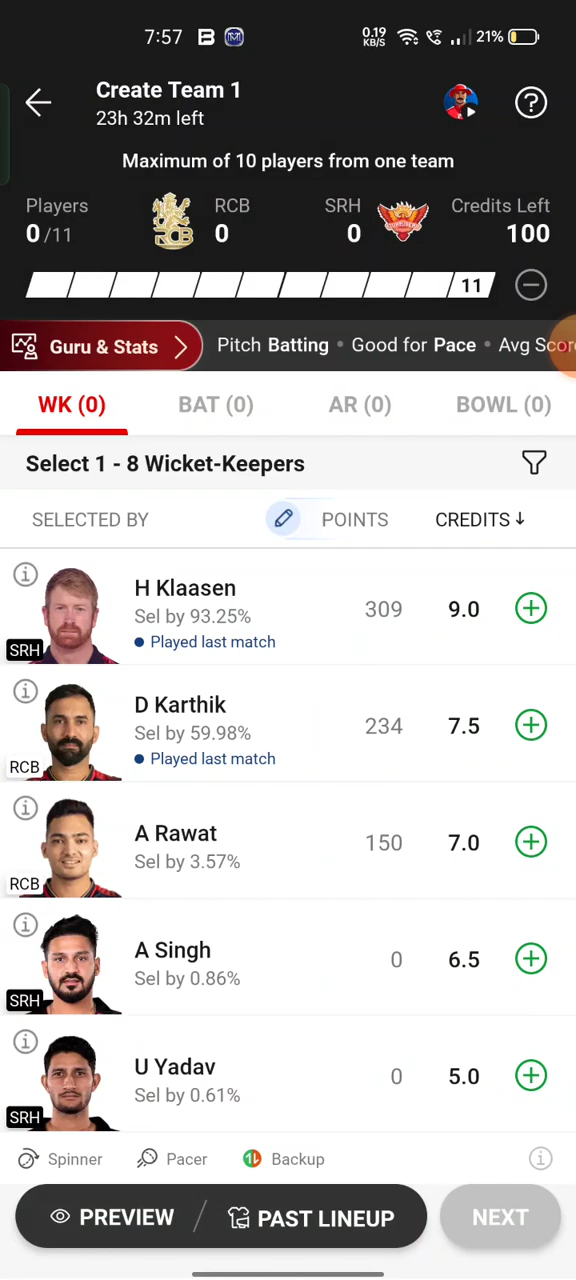 7:57 B M 0.19 KB/S 21%
Create Team 1
23h 32m left
Maximum of 10 players from one team
Players RCB SRH Credits Left
0/11 RCB 0 0 100
11
Guru & Stats Pitch Batting • Good for Pace • Avg Scor
WK (0) BAT (0) AR (0) BOWL (0)
Select 1 - 8 Wicket-Keepers
SELECTED BY POINTS CREDITS ↓
H Klaasen
Sel by 93.25% 309 9.0
SRH • Played last match
D Karthik
Sel by 59.98% 234 7.5
RCB • Played last match
A Rawat 150 7.0
Sel by 3.57%
RCB
A Singh 0 6.5
Sel by 0.86%
SRH
U Yadav 0 5.0
Sel by 0.61%
SRH
Spinner Pacer Backup
PREVIEW / PAST LINEUP NEXT